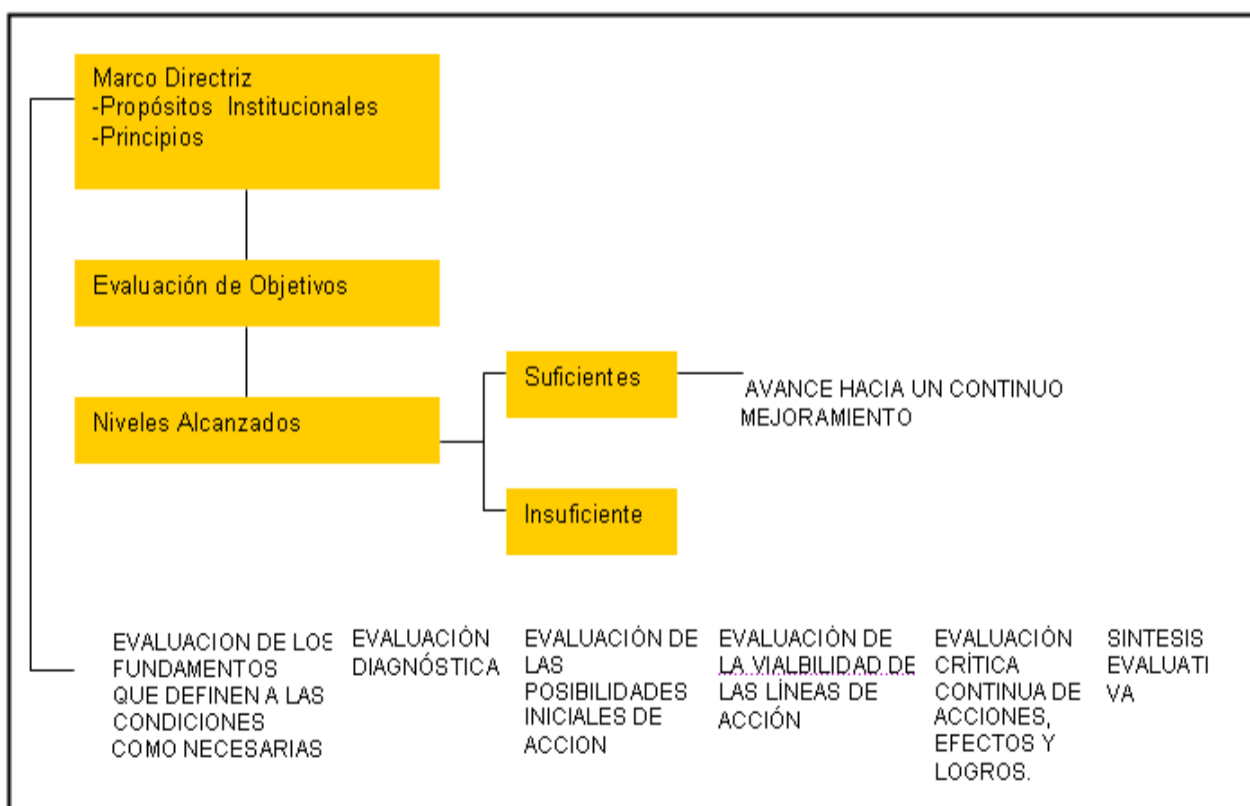 Marco Directriz
-Propósitos Institucionales
-Principios
Evaluación de Objetivos
Niveles Alcanzados
Suficientes
AVANCE HACIA UN CONTINUO
MEJORAMIENTO
Insuficiente
EVALUACION DE LOS
FUNDAMENTOS
QUE DEFINEN A LAS
CONDICIONES
COMO NECESARIAS
EVALUACIÓN
DIAGNÓSTICA
EVALUACIÓN DE
LAS
POSIBILIDADES
INICIALES DE
ACCION
EVALUACIÓN DE
LA VIALBILIDAD DE
LAS LÍNEAS DE
ACCIÓN
EVALUACIÓN
CRÍTICA
CONTINUA DE
ACCIONES,
EFECTOS Y
LOGROS.
SINTESIS
EVALUATI
VA